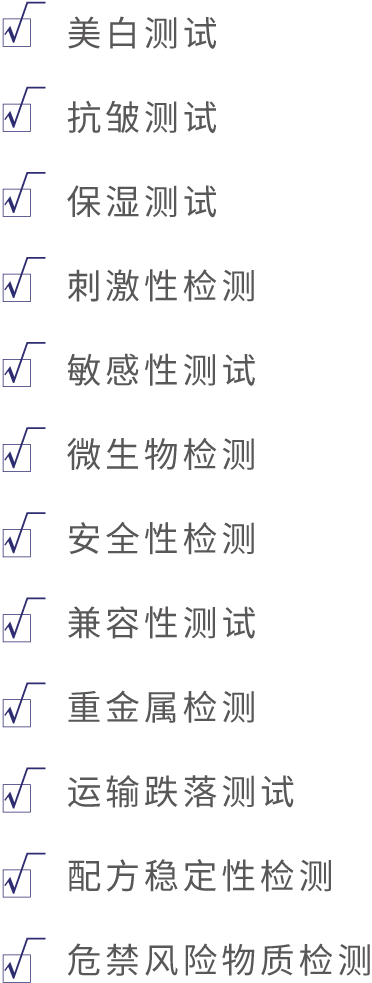 美白测试
抗皱测试
保湿测试
刺激性检测
敏感性测试
微生物检测
安全性检测
兼容性测试
重金属检测
运输跌落测试
配方稳定性检测
危禁风险物质检测